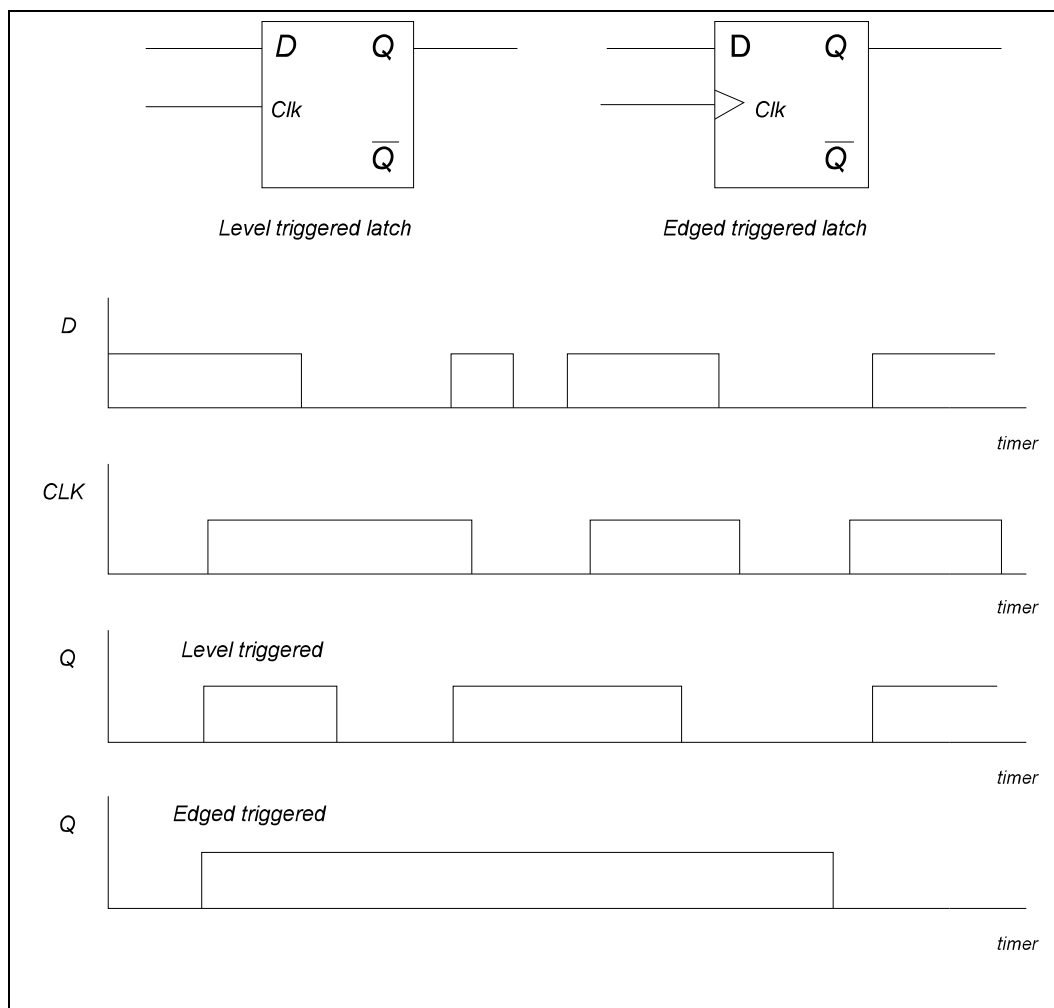 D Q D Q
Clk Clk
Q Q
Level triggered latch Edged triggered latch
D
timer
CLK
timer
Level triggered
Q
timer
Edged triggered
Q
timer